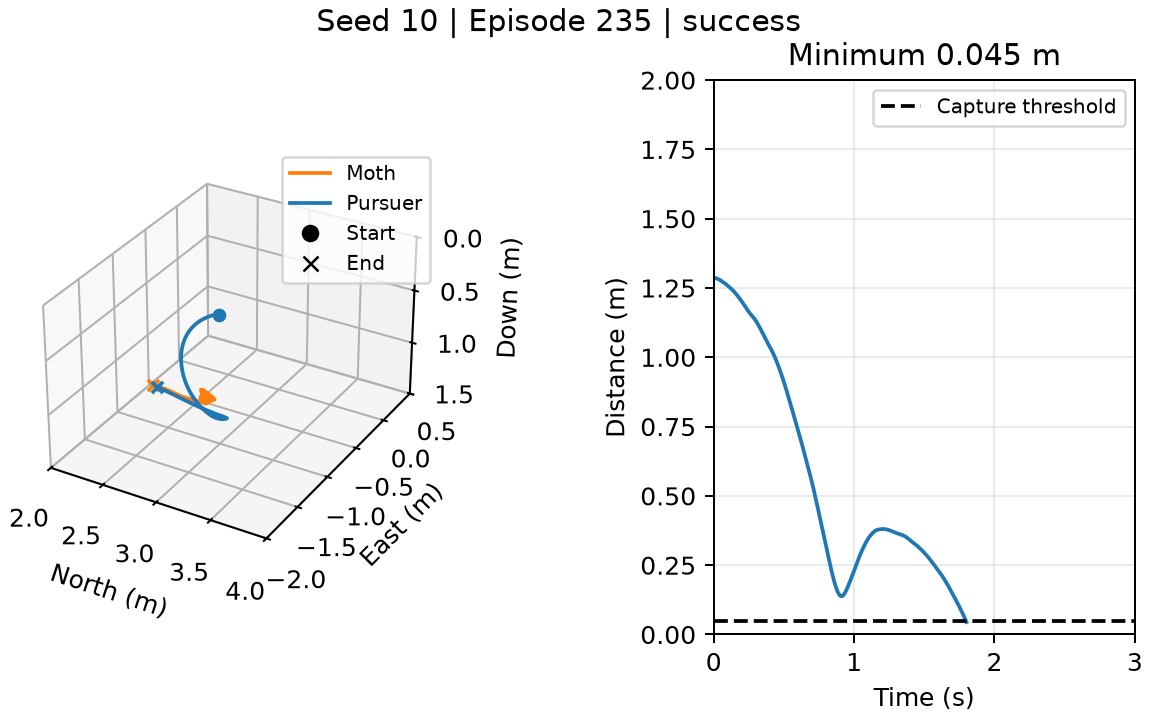 Seed 10 | Episode 235 | success
Moth
Pursuer
Start
End
0.0
0.5
1.0
1.5
Down (m)
0.5
0.0
−0.5
−1.0
−1.5
−2.0
East (m)
2.0
2.5
3.0
3.5
4.0
North (m)
Minimum 0.045 m
Capture threshold
2.00
1.75
1.50
1.25
1.00
0.75
0.50
0.25
0.00
Distance (m)
0
1
2
3
Time (s)